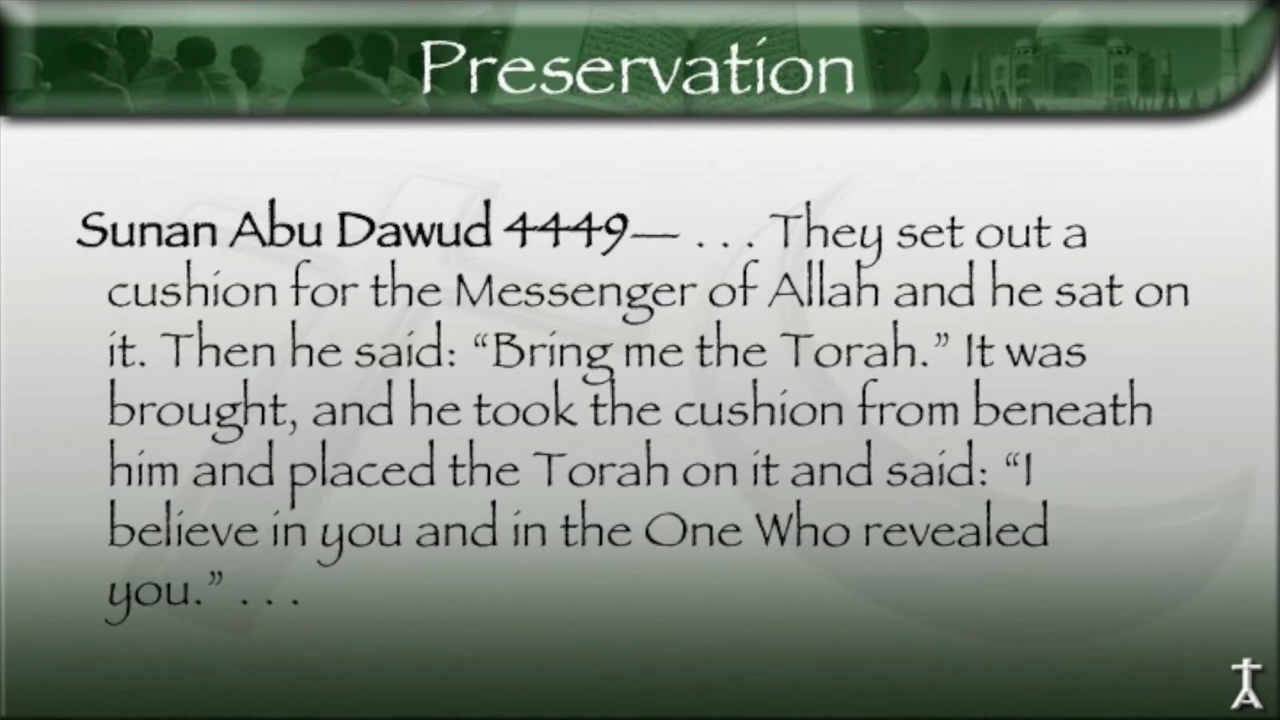 Preservation
Sunan Abu Dawud 4449— . . . They set out a
cushion for the Messenger of Allah and he sat on
it. Then he said: “Bring me the Torah.” It was
brought, and he took the cushion from beneath
him and placed the Torah on it and said: “I
believe in you and in the One Who revealed
you.” . . .